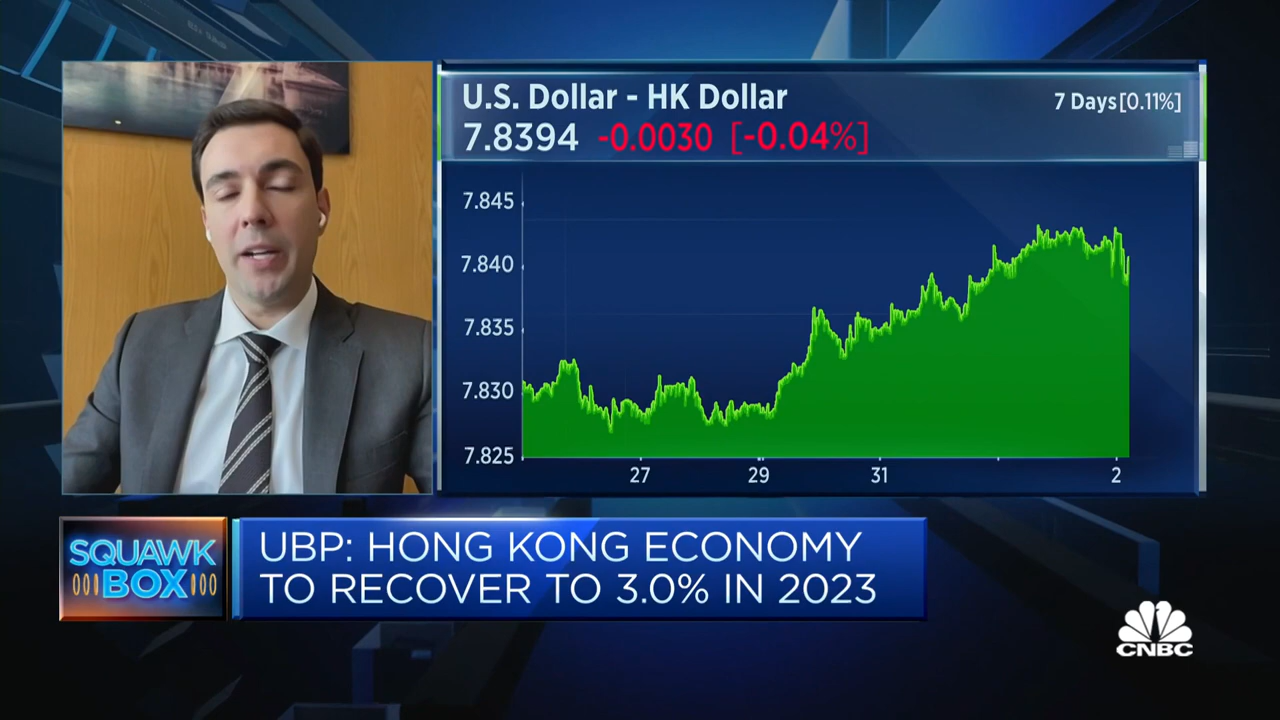 U.S. Dollar - HK Dollar
7 Days[0.11%]
7.8394 -0.0030 [-0.04%]
7.845
7.840
7.835
7.830
7.825
27 29 31 2
SQUAWK
BOX
UBP: HONG KONG ECONOMY
TO RECOVER TO 3.0% IN 2023
CNBC